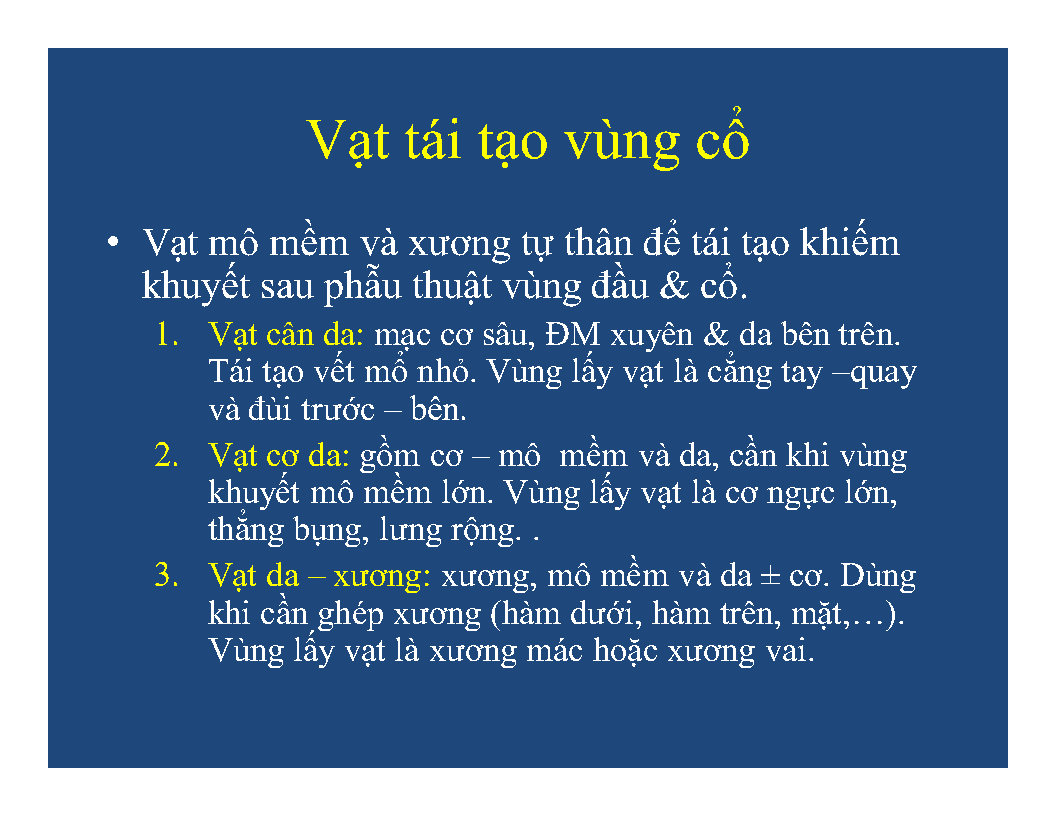 Vạt tái tạo vùng cổ
• Vạt mô mềm và xương tự thân để tái tạo khiếm
khuyết sau phẫu thuật vùng đầu & cổ.
1. Vạt cân da: mạc cơ sâu, ĐM xuyên & da bên trên.
Tái tạo vết mổ nhỏ. Vùng lấy vạt là cẳng tay –quay
và đùi trước – bên.
2. Vạt cơ da: gồm cơ – mô mềm và da, cần khi vùng
khuyết mô mềm lớn. Vùng lấy vạt là cơ ngực lớn,
thẳng bụng, lưng rộng. .
3. Vạt da – xương: xương, mô mềm và da ± cơ. Dùng
khi cần ghép xương (hàm dưới, hàm trên, mặt,…).
Vùng lấy vạt là xương mác hoặc xương vai.